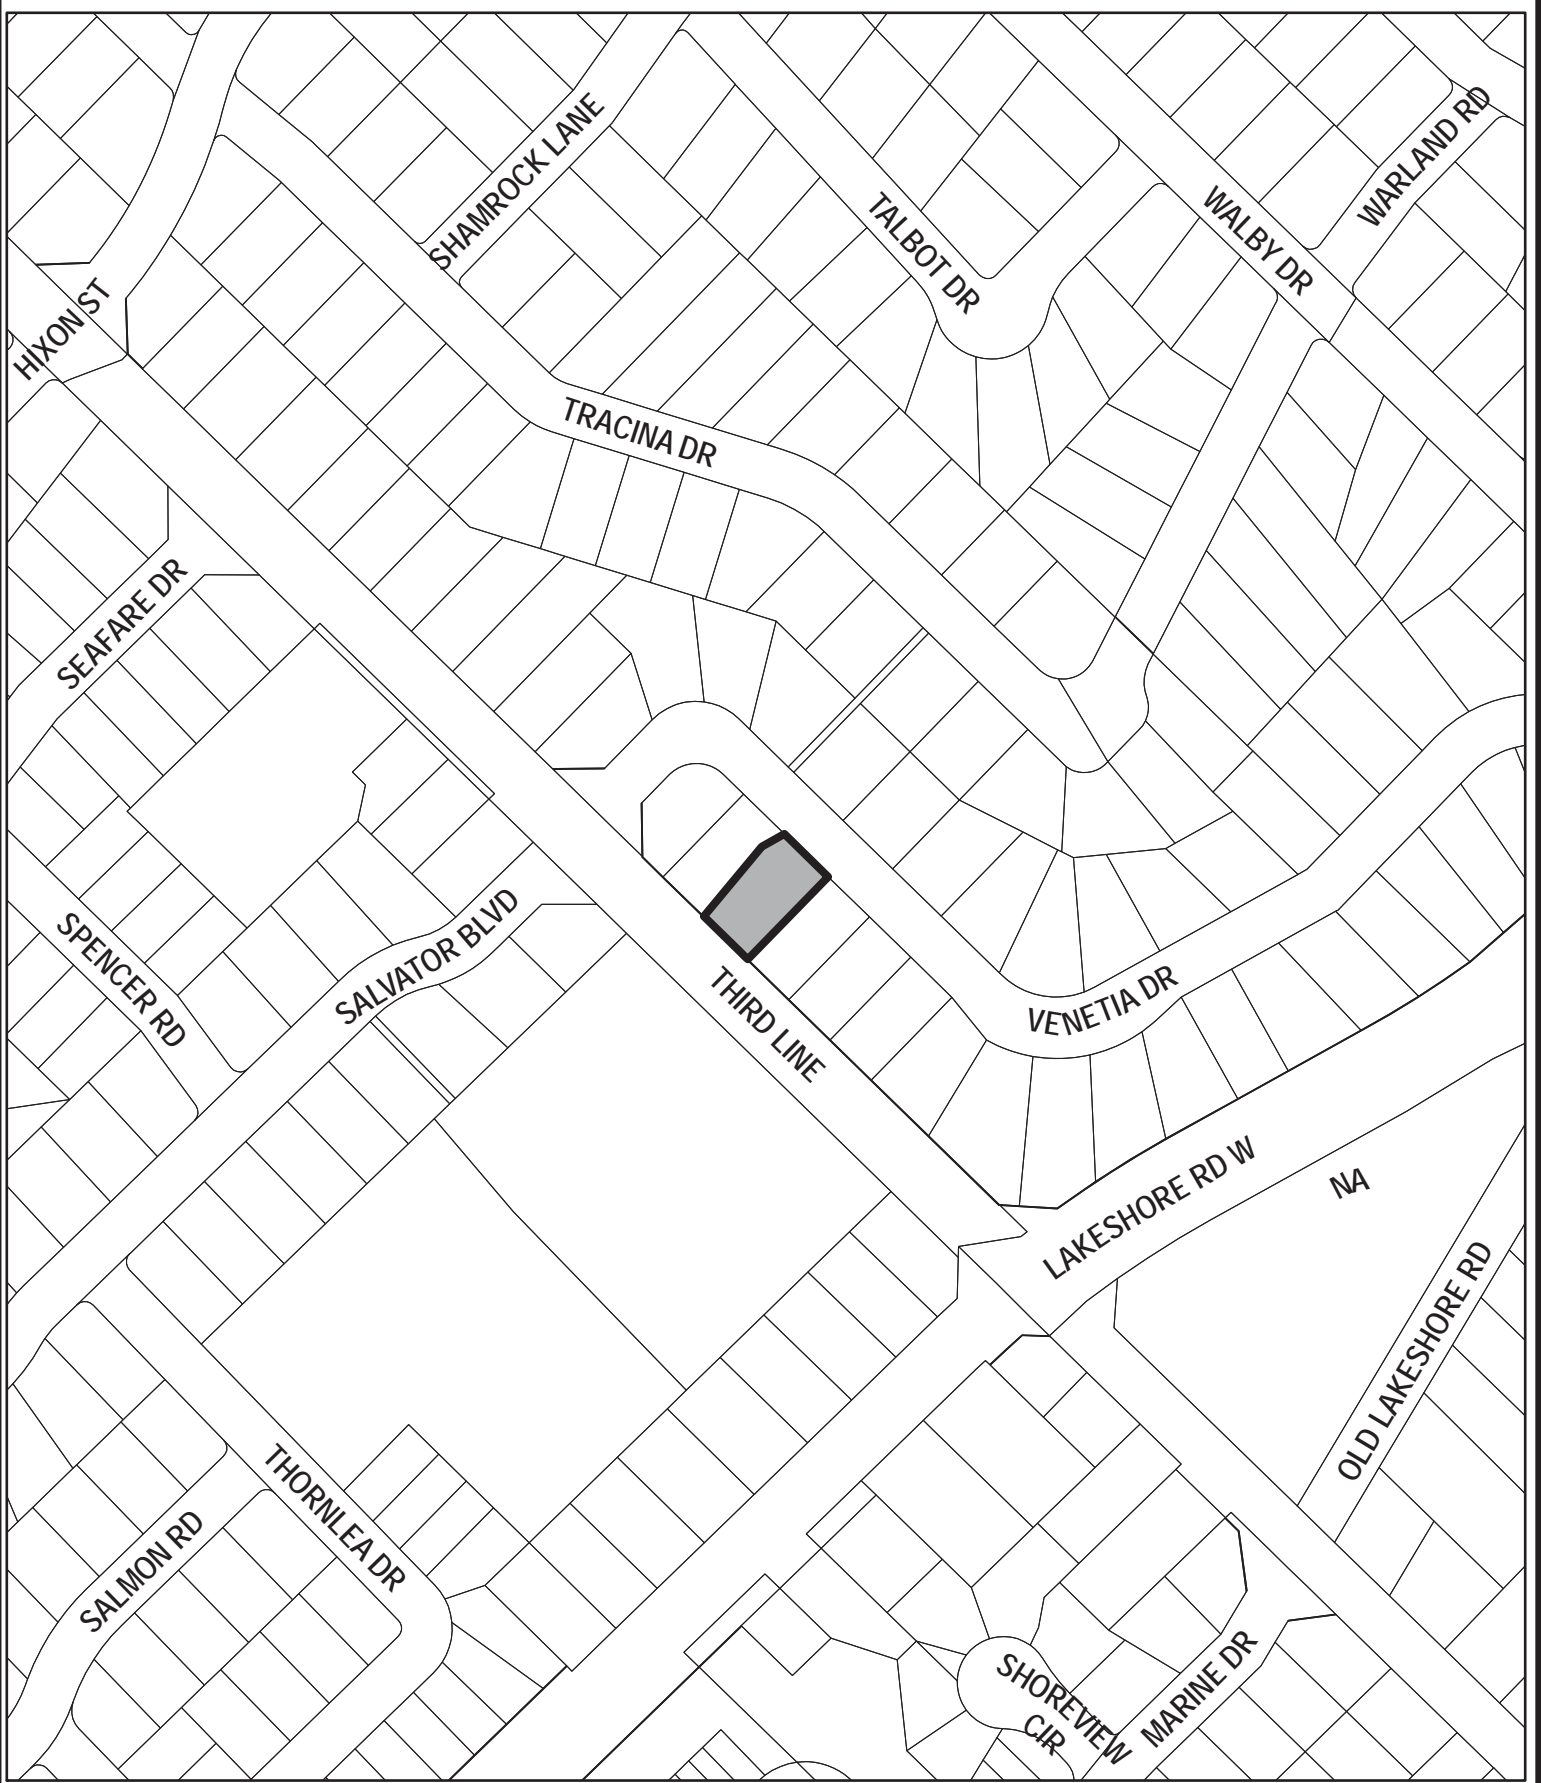 SHAMROCK LANE
WARLAND RD
TALBOT DR
WALBY DR
HIXON ST
TRACINA DR
SEAFARE DR
SPENCER RD
SALVATOR BLVD
THIRD LINE
VENETIA DR
LAKESHORE RD W
NA
OLD LAKESHORE RD
THORNLEA DR
SALMON RD
SHOREVIEW
CIR
MARINE DR